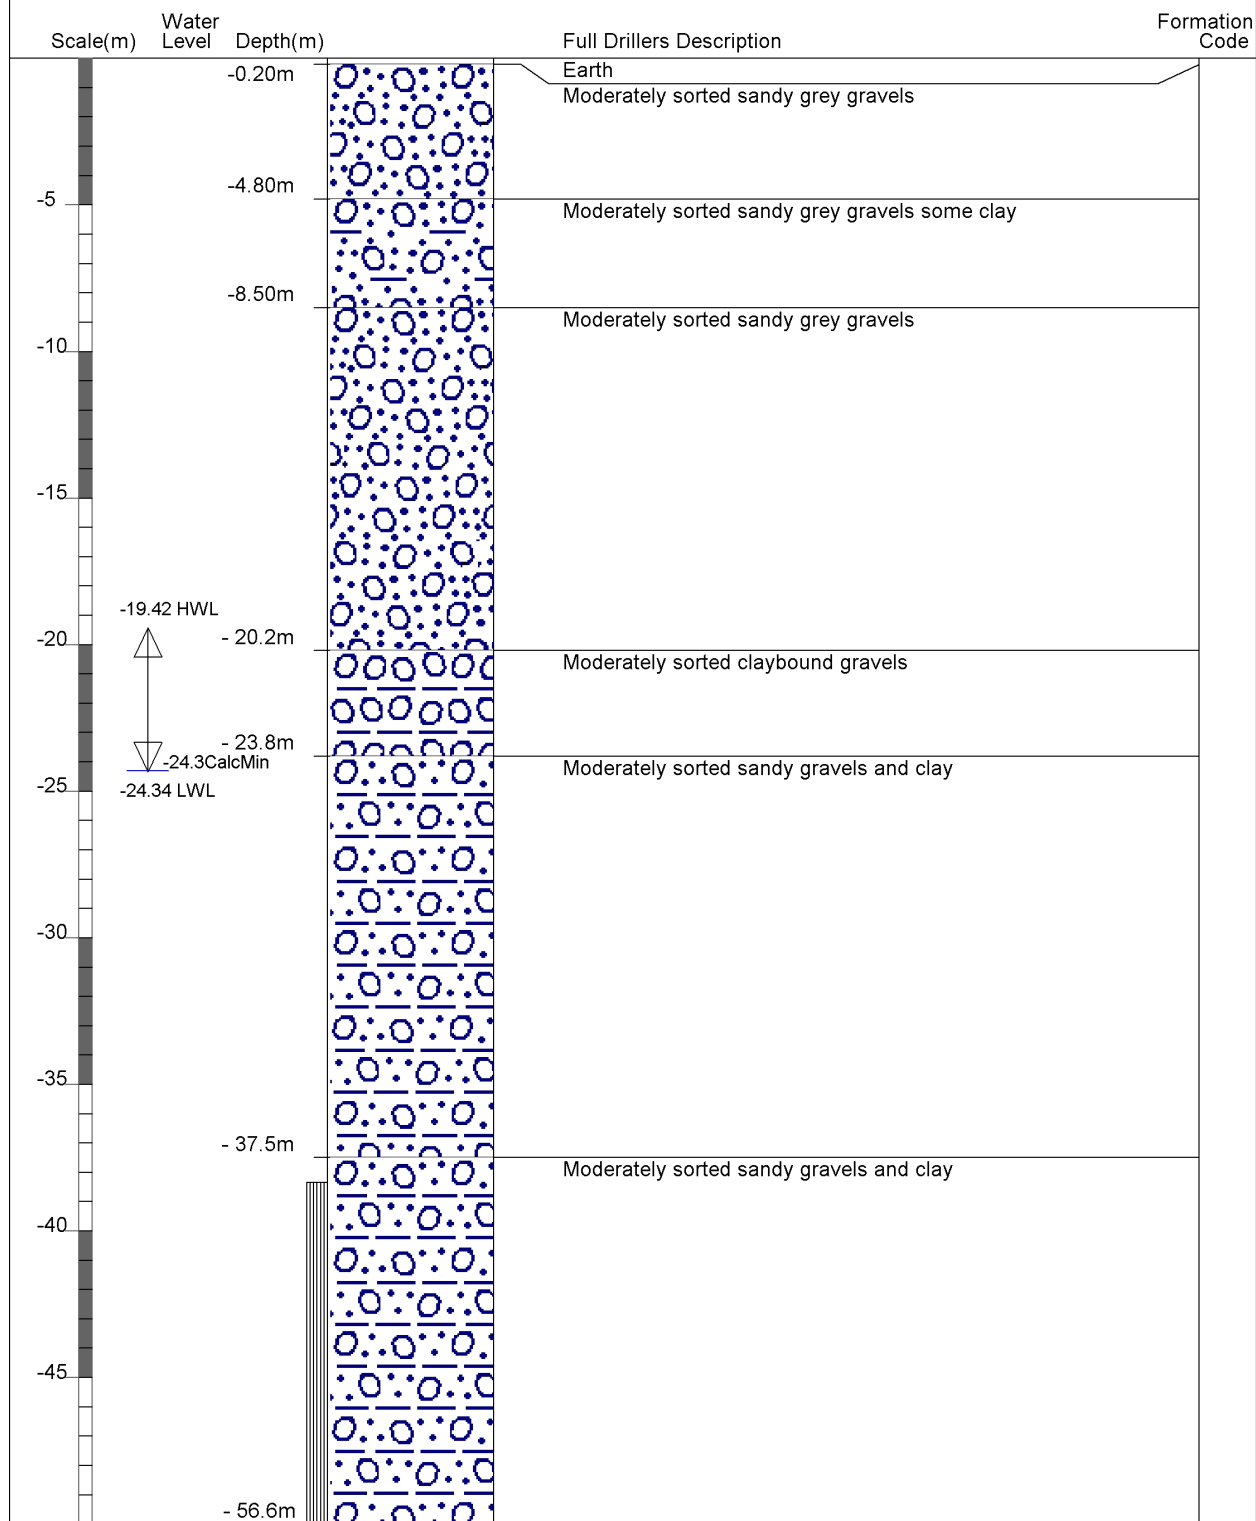 Water Formation
Scale(m) Level Depth(m) Full Drillers Description Code
-0.20m Earth
Moderately sorted sandy grey gravels
-4.80m
-5
Moderately sorted sandy grey gravels some clay
-8.50m
Moderately sorted sandy grey gravels
-10
-15
-19.42 HWL
-20 - 20.2m
Moderately sorted claybound gravels
- 23.8m
-24.3CalcMin
Moderately sorted sandy gravels and clay
-25
-24.34 LWL
-30
-35
- 37.5m
Moderately sorted sandy gravels and clay
-40
-45
- 56.6m